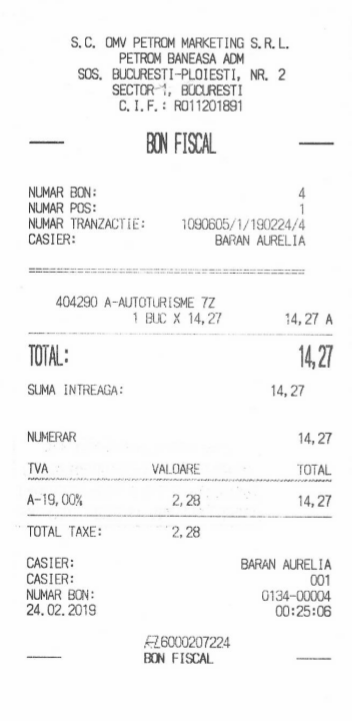 S.C. OMV PETROM MARKETING S.R.L.
PETROM BANEASA ADM
SOS. BUCURESTI-PLOIESTI, NR. 2
SECTOR 1, BUCURESTI
C.I.F.: RO11201891
BON FISCAL
NUMAR BON: 4
NUMAR POS: 1
NUMAR TRANZACTIE: 1090605/1/190224/4
CASIER: BARAN AURELIA
404290 A-AUTOTURISME 7Z
1 BUC X 14,27 14,27 A
TOTAL: 14,27
SUMA INTREAGA: 14,27
NUMERAR 14,27
TVA VALOARE TOTAL
A-19,00% 2,28 14,27
TOTAL TAXE: 2,28
CASIER: BARAN AURELIA
CASIER: 001
NUMAR BON: 0134-00004
24.02.2019 00:25:06
6000207224
BON FISCAL